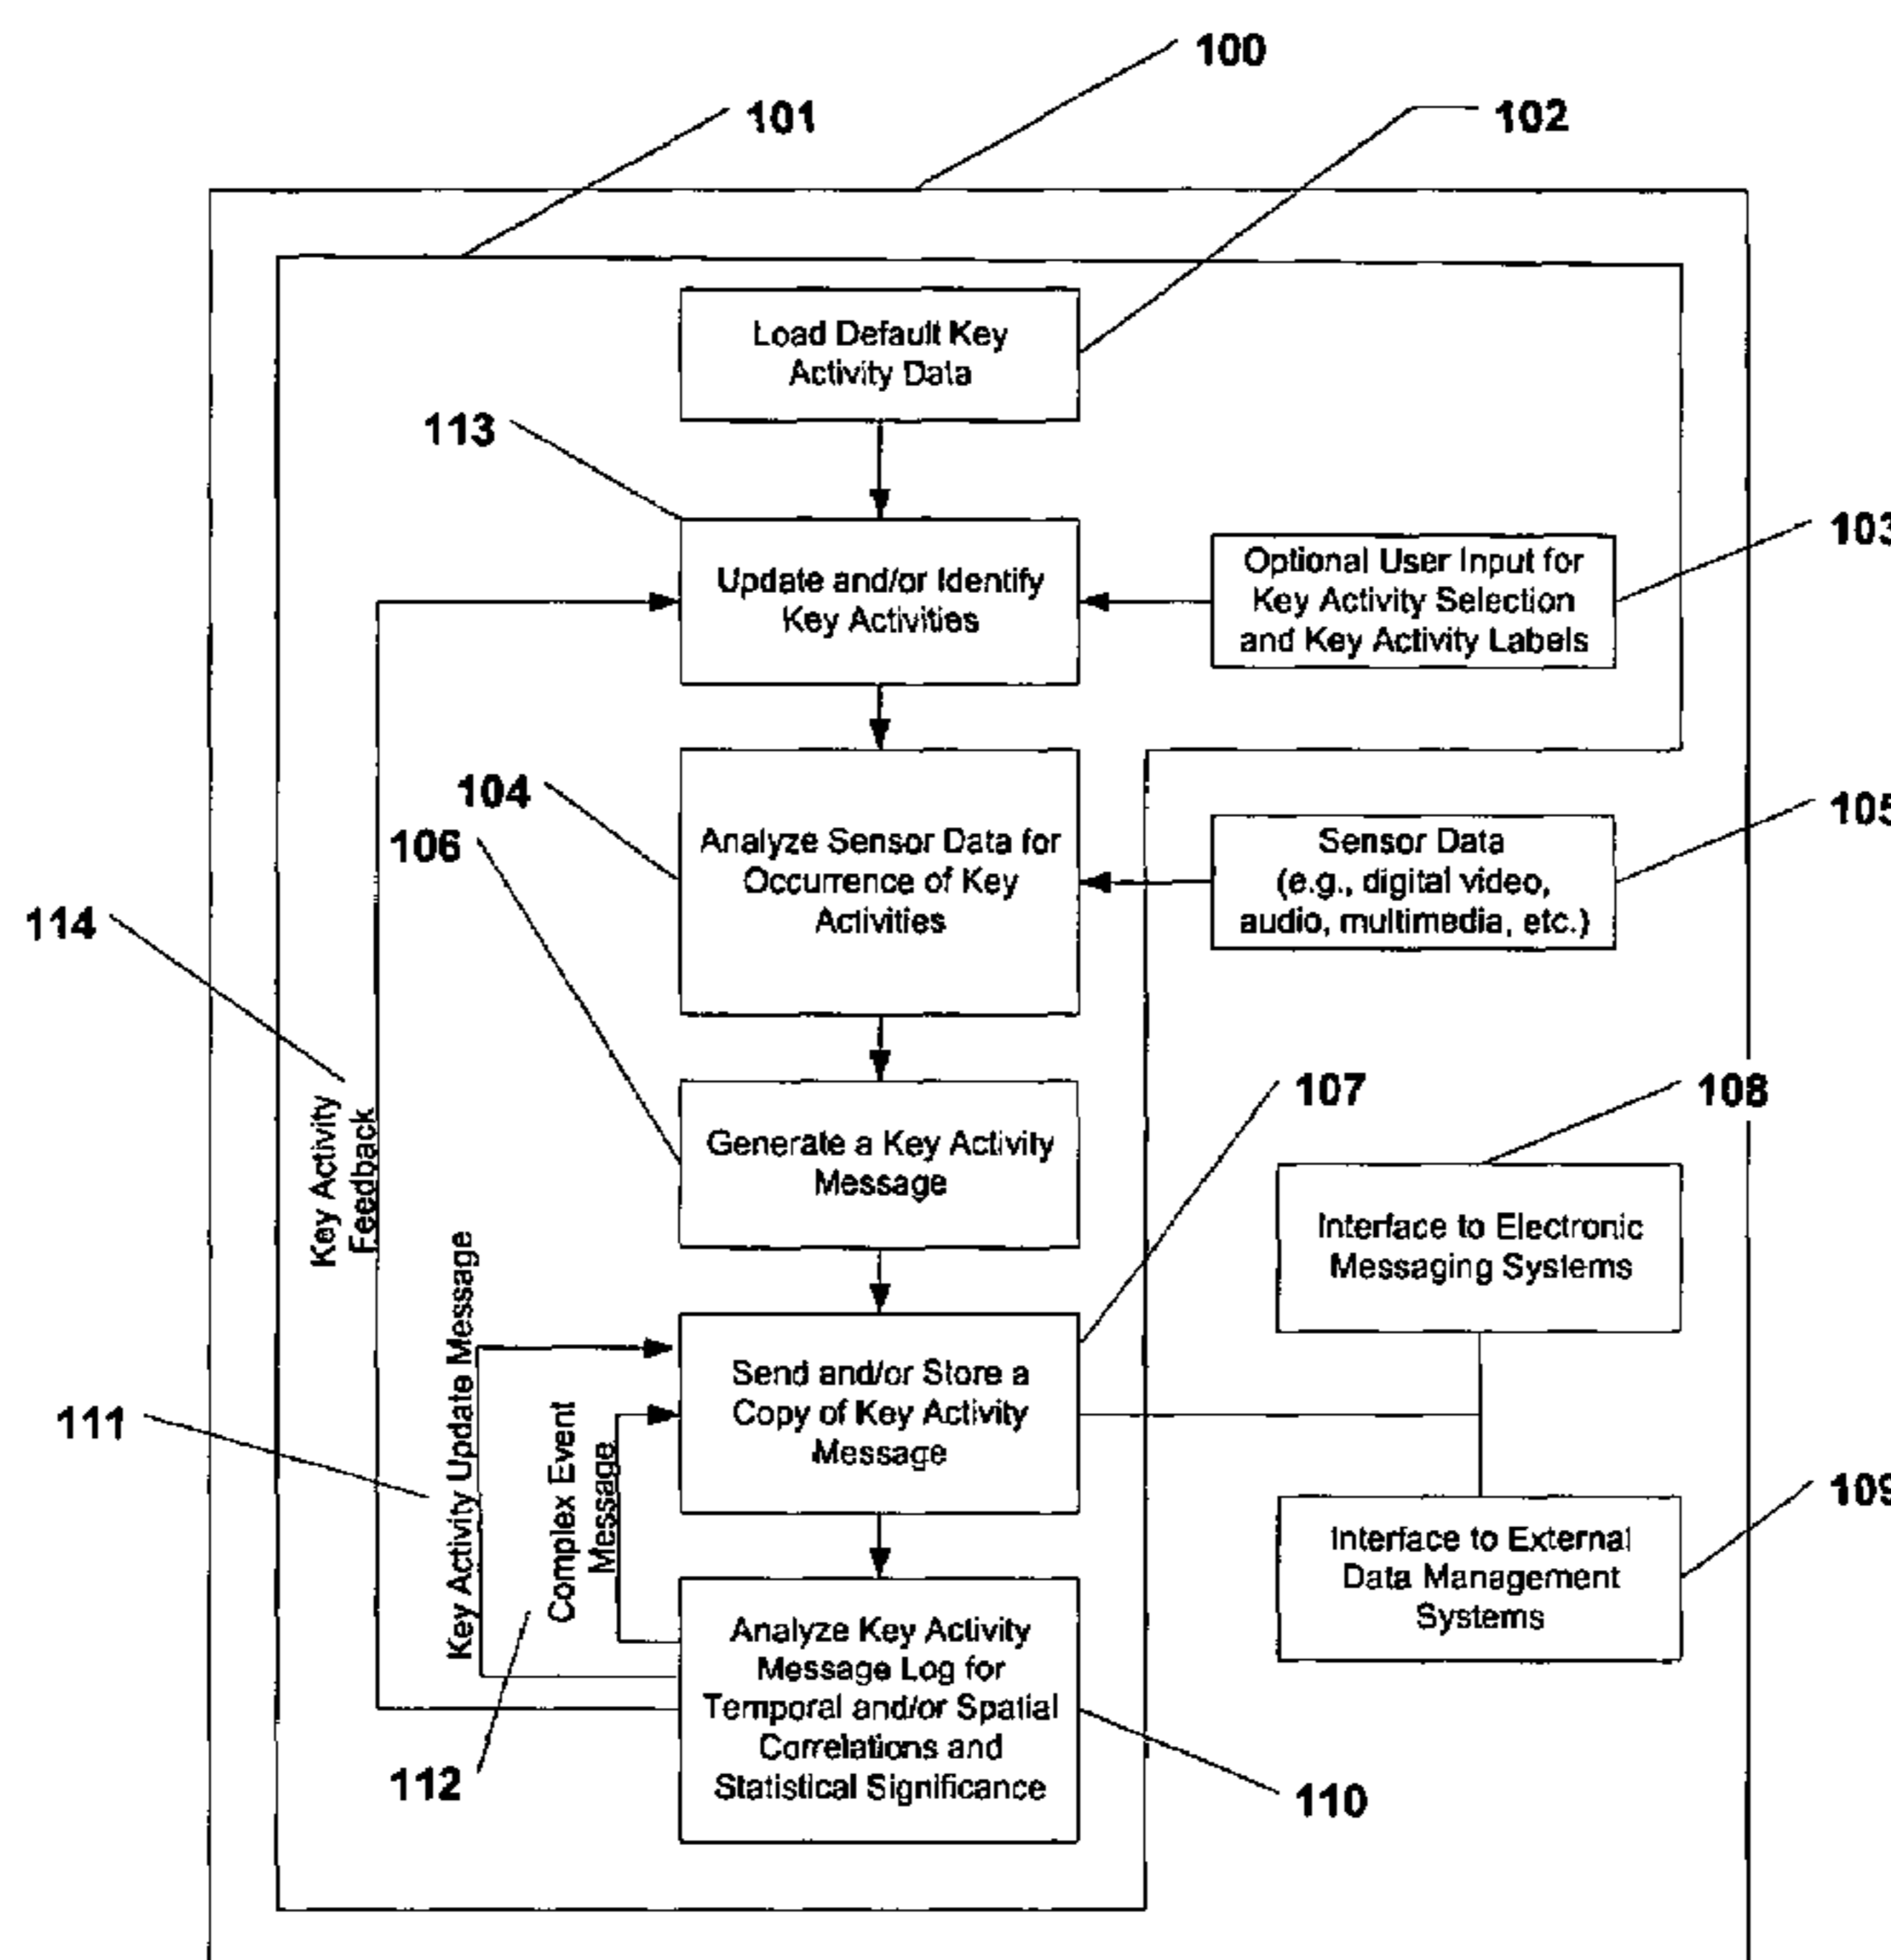 100
101
102
Load Default Key
Activity Data
113
103
Update and/or Identify
Key Activities
Optional User Input for
Key Activity Selection
and Key Activity Labels
104
105
106
Analyze Sensor Data for
Occurrence of Key
Activities
Sensor Data
(e.g., digital video,
audio, multimedia, etc.)
114
Key Activity
Feedback
107
108
Generate a Key Activity
Message
Interface to Electronic
Messaging Systems
Key Activity Update Message
Complex Event
Message
Send and/or Store a
Copy of Key Activity
Message
111
109
Interface to External
Data Management
Systems
Analyze Key Activity
Message Log for
Temporal and/or Spatial
Correlations and
Statistical Significance
112
110